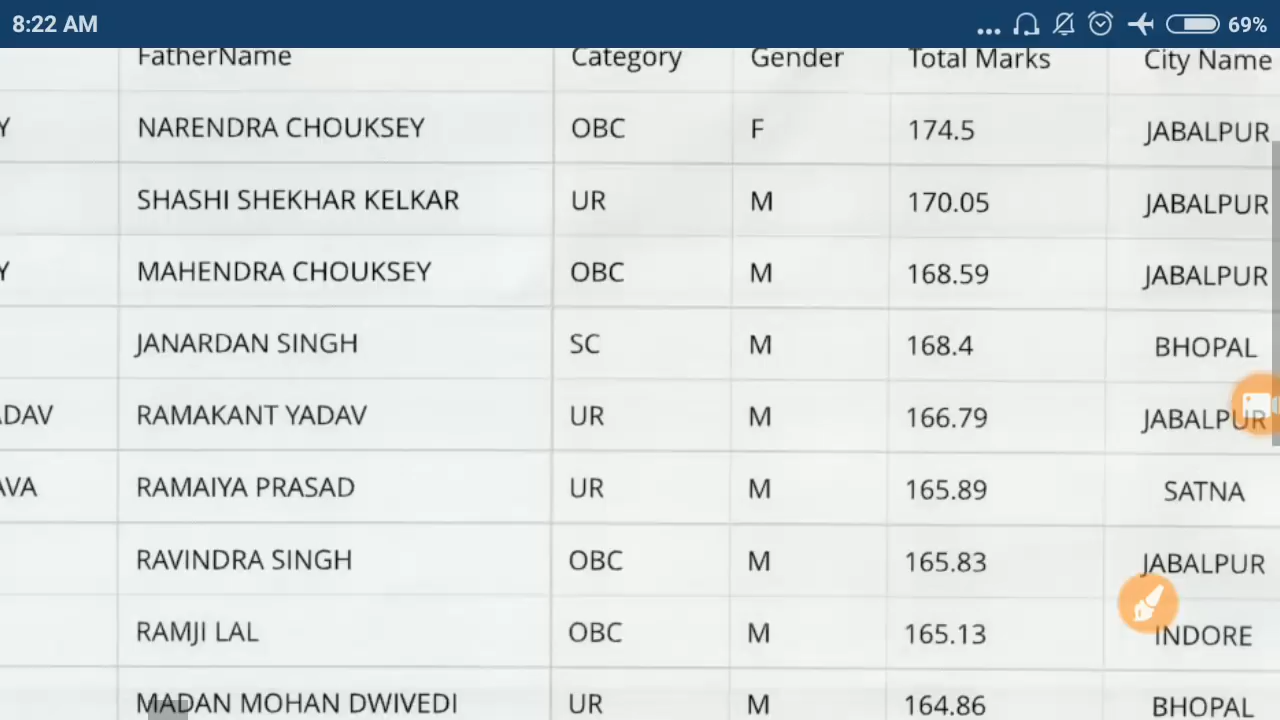 8:22 AM 69%
FatherName Category Gender Total Marks City Name
Y NARENDRA CHOUKSEY OBC F 174.5 JABALPUR
SHASHI SHEKHAR KELKAR UR M 170.05 JABALPUR
Y MAHENDRA CHOUKSEY OBC M 168.59 JABALPUR
JANARDAN SINGH SC M 168.4 BHOPAL
ADAV RAMAKANT YADAV UR M 166.79 JABALPUR
AVA RAMAIYA PRASAD UR M 165.89 SATNA
RAVINDRA SINGH OBC M 165.83 JABALPUR
RAMJI LAL OBC M 165.13 INDORE
MADAN MOHAN DWIVEDI UR M 164.86 BHOPAL